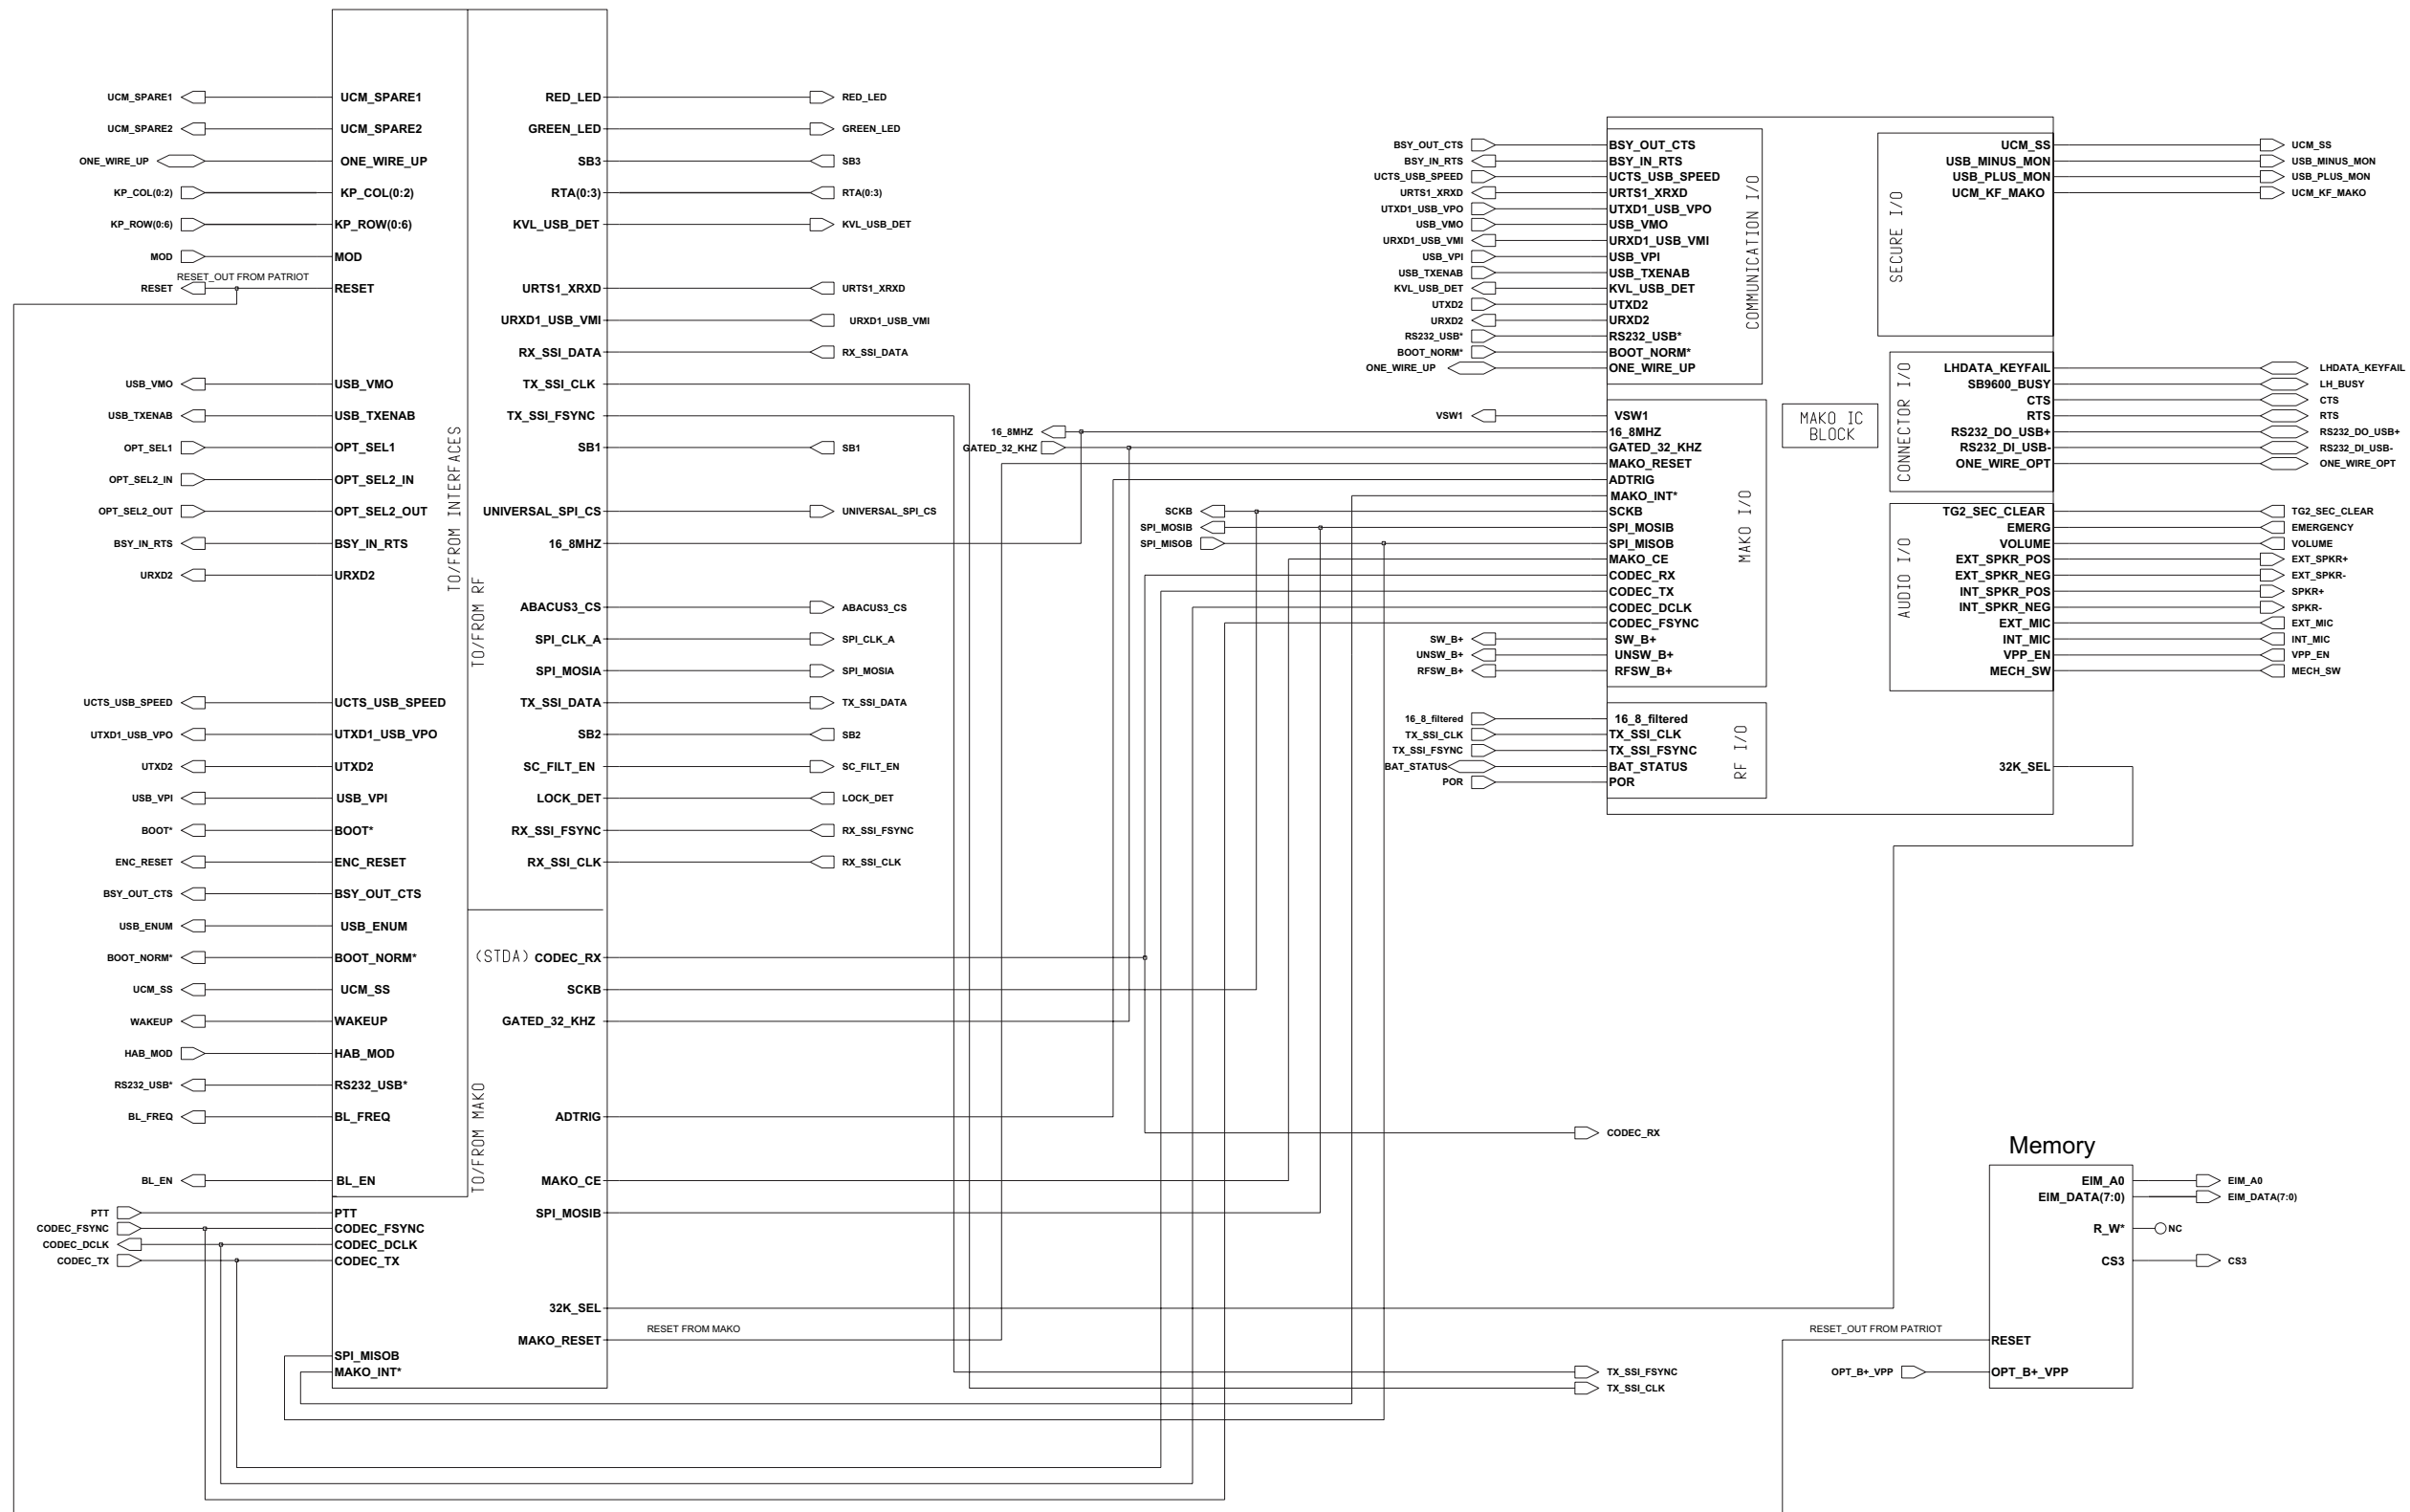 UCM_SPARE1
UCM_SPARE2
ONE_WIRE_UP
KP_COL(0:2)
KP_ROW(0:6)
MOD
RESET_OUT FROM PATRIOT
RESET
USB_VMO
USB_TXENAB
OPT_SEL1
OPT_SEL2_IN
OPT_SEL2_OUT
BSY_IN_RTS
URXD2
UCTS_USB_SPEED
UTXD1_USB_VPO
UTXD2
USB_VPI
BOOT*
ENC_RESET
BSY_OUT_CTS
USB_ENUM
BOOT_NORM*
UCM_SS
WAKEUP
HAB_MOD
RS232_USB*
BL_FREQ
BL_EN
PTT
CODEC_FSYNC
CODEC_DCLK
CODEC_TX
UCM_SPARE1
UCM_SPARE2
ONE_WIRE_UP
KP_COL(0:2)
KP_ROW(0:6)
MOD
RESET
USB_VMO
USB_TXENAB
OPT_SEL1
OPT_SEL2_IN
OPT_SEL2_OUT
BSY_IN_RTS
URXD2
UCTS_USB_SPEED
UTXD1_USB_VPO
UTXD2
USB_VPI
BOOT*
ENC_RESET
BSY_OUT_CTS
USB_ENUM
BOOT_NORM*
UCM_SS
WAKEUP
HAB_MOD
RS232_USB*
BL_FREQ
BL_EN
PTT
CODEC_FSYNC
CODEC_DCLK
CODEC_TX
SPI_MISOB
MAKO_INT*
TO/FROM INTERFACES
TO/FROM RF
TO/FROM MAKO
RED_LED
GREEN_LED
SB3
RTA(0:3)
KVL_USB_DET
URTS1_XRXD
URXD1_USB_VMI
RX_SSI_DATA
TX_SSI_CLK
TX_SSI_FSYNC
SB1
UNIVERSAL_SPI_CS
16_8MHZ
ABACUS3_CS
SPI_CLK_A
SPI_MOSIA
TX_SSI_DATA
SB2
SC_FILT_EN
LOCK_DET
RX_SSI_FSYNC
RX_SSI_CLK
(STDA) CODEC_RX
SCKB
GATED_32_KHZ
ADTRIG
MAKO_CE
SPI_MOSIB
32K_SEL
MAKO_RESET
RESET FROM MAKO
RED_LED
GREEN_LED
SB3
RTA(0:3)
KVL_USB_DET
URTS1_XRXD
URXD1_USB_VMI
RX_SSI_DATA
SB1
UNIVERSAL_SPI_CS
ABACUS3_CS
SPI_CLK_A
SPI_MOSIA
TX_SSI_DATA
SB2
SC_FILT_EN
LOCK_DET
RX_SSI_FSYNC
RX_SSI_CLK
BSY_OUT_CTS
BSY_IN_RTS
UCTS_USB_SPEED
URTS1_XRXD
UTXD1_USB_VPO
USB_VMO
URXD1_USB_VMI
USB_VPI
USB_TXENAB
KVL_USB_DET
UTXD2
URXD2
RS232_USB*
BOOT_NORM*
ONE_WIRE_UP
VSW1
16_8MHZ
GATED_32_KHZ
SCKB
SPI_MOSIB
SPI_MISOB
SW_B+
UNSW_B+
RFSW_B+
16_8_filtered
TX_SSI_CLK
TX_SSI_FSYNC
BAT_STATUS
POR
BSY_OUT_CTS
BSY_IN_RTS
UCTS_USB_SPEED
URTS1_XRXD
UTXD1_USB_VPO
USB_VMO
URXD1_USB_VMI
USB_VPI
USB_TXENAB
KVL_USB_DET
UTXD2
URXD2
RS232_USB*
BOOT_NORM*
ONE_WIRE_UP
COMMUNICATION I/O
VSW1
16_8MHZ
GATED_32_KHZ
MAKO_RESET
ADTRIG
MAKO_INT*
SCKB
SPI_MOSIB
SPI_MISOB
MAKO_CE
CODEC_RX
CODEC_TX
CODEC_DCLK
CODEC_FSYNC
SW_B+
UNSW_B+
RFSW_B+
MAKO I/O
16_8_filtered
TX_SSI_CLK
TX_SSI_FSYNC
BAT_STATUS
POR
RF I/O
MAKO IC
BLOCK
SECURE I/O
UCM_SS
USB_MINUS_MON
USB_PLUS_MON
UCM_KF_MAKO
CONNECTOR I/O
LHDATA_KEYFAIL
SB9600_BUSY
CTS
RTS
RS232_DO_USB+
RS232_DI_USB-
ONE_WIRE_OPT
AUDIO I/O
TG2_SEC_CLEAR
EMERG
VOLUME
EXT_SPKR_POS
EXT_SPKR_NEG
INT_SPKR_POS
INT_SPKR_NEG
EXT_MIC
INT_MIC
VPP_EN
MECH_SW
32K_SEL
UCM_SS
USB_MINUS_MON
USB_PLUS_MON
UCM_KF_MAKO
LHDATA_KEYFAIL
LH_BUSY
CTS
RTS
RS232_DO_USB+
RS232_DI_USB-
ONE_WIRE_OPT
TG2_SEC_CLEAR
EMERGENCY
VOLUME
EXT_SPKR+
EXT_SPKR-
SPKR+
SPKR-
EXT_MIC
INT_MIC
VPP_EN
MECH_SW
CODEC_RX
TX_SSI_FSYNC
TX_SSI_CLK
Memory
EIM_A0
EIM_DATA(7:0)
R_W*
CS3
EIM_A0
EIM_DATA(7:0)
NC
CS3
RESET_OUT FROM PATRIOT
RESET
OPT_B+_VPP
OPT_B+_VPP